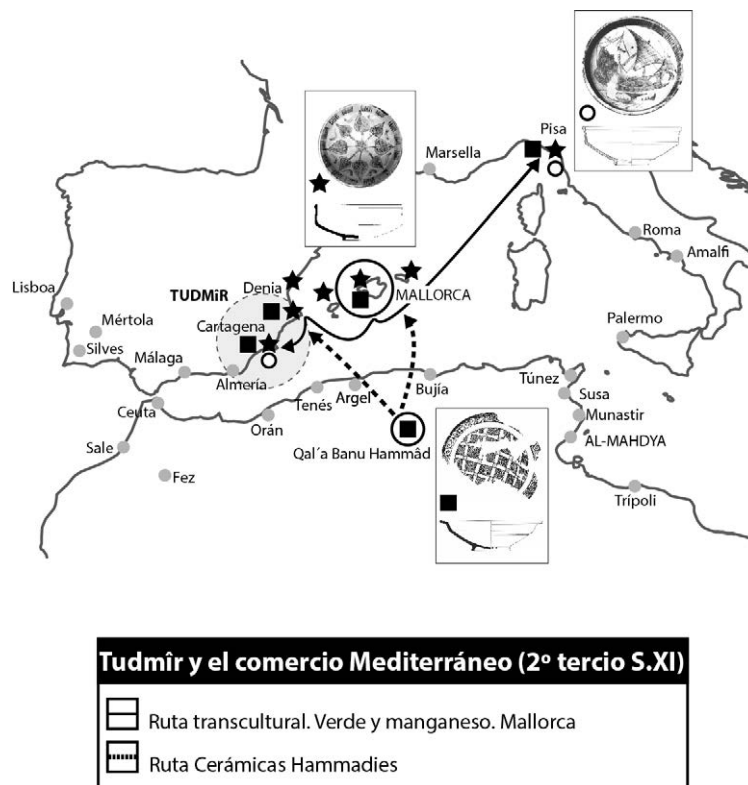 Pisa
Marsella
Roma
Amalfi
Lisboa
TUDMiR
Denia
MALLORCA
Mértola
Cartagena
Silves
Palermo
Málaga
Almería
Bujía
Túnez
Ceuta
Tenés
Argel
Susa
Orán
Munastir
Sale
Qal´a Banu Hammâd
AL-MAHDYA
Fez
Trípoli
Tudmîr y el comercio Mediterráneo (2º tercio S.XI)
Ruta transcultural. Verde y manganeso. Mallorca
Ruta Cerámicas Hammadies